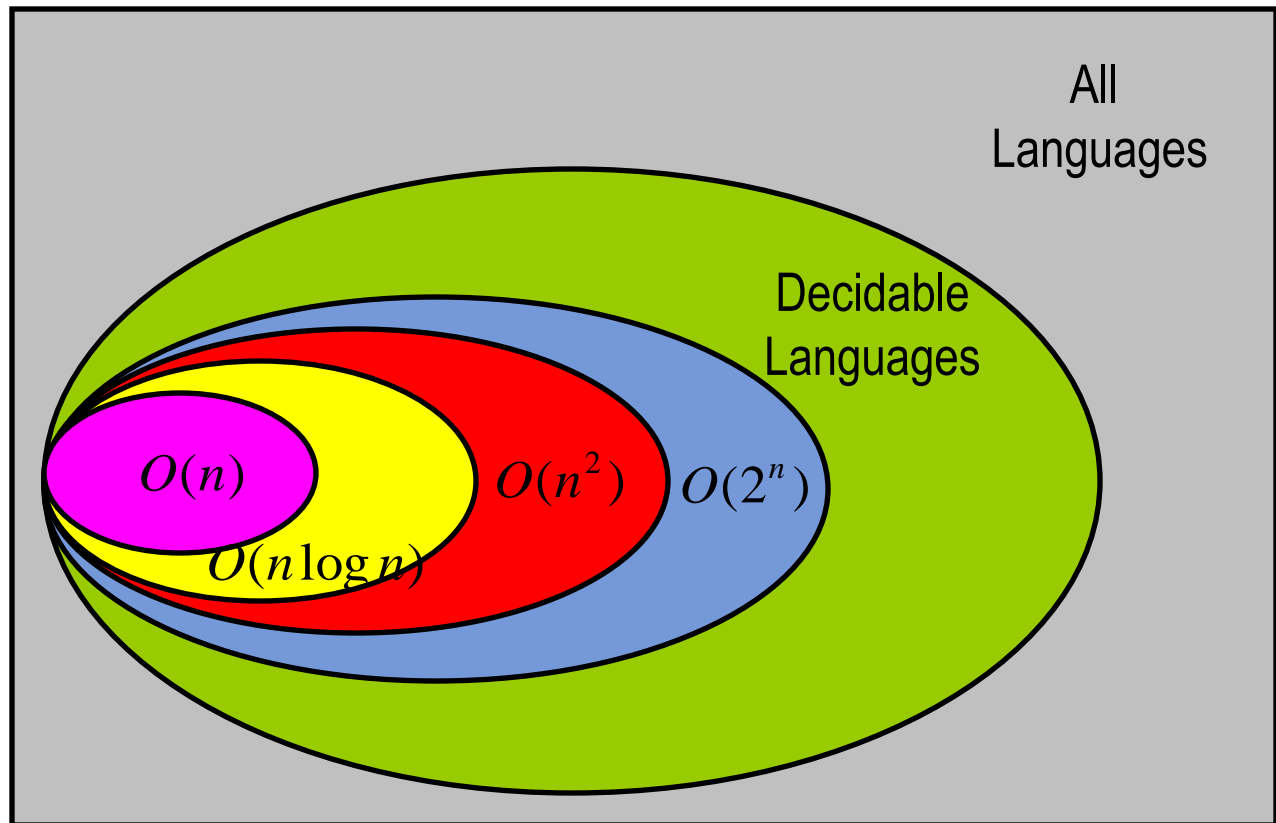 All
Languages
Decidable
Languages
O(n)
O(n²)
O(2ⁿ)
O(n log n)